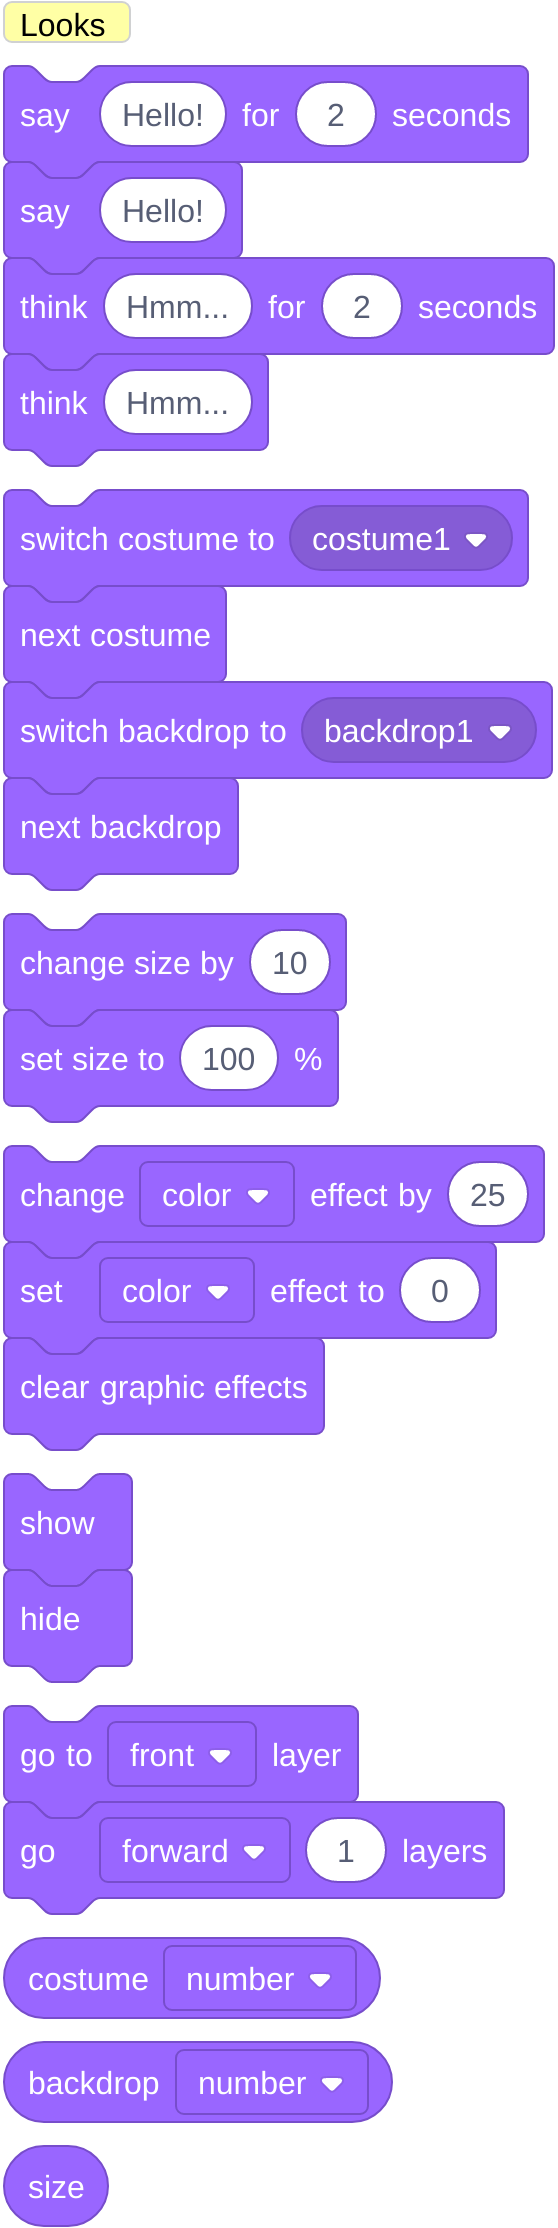 Looks
say Hello! for 2 seconds
say Hello!
think Hmm... for 2 seconds
think Hmm...
switch costume to costume1
next costume
switch backdrop to backdrop1
next backdrop
change size by 10
set size to 100 %
change color effect by 25
set color effect to 0
clear graphic effects
show
hide
go to front layer
go forward 1 layers
costume number
backdrop number
size